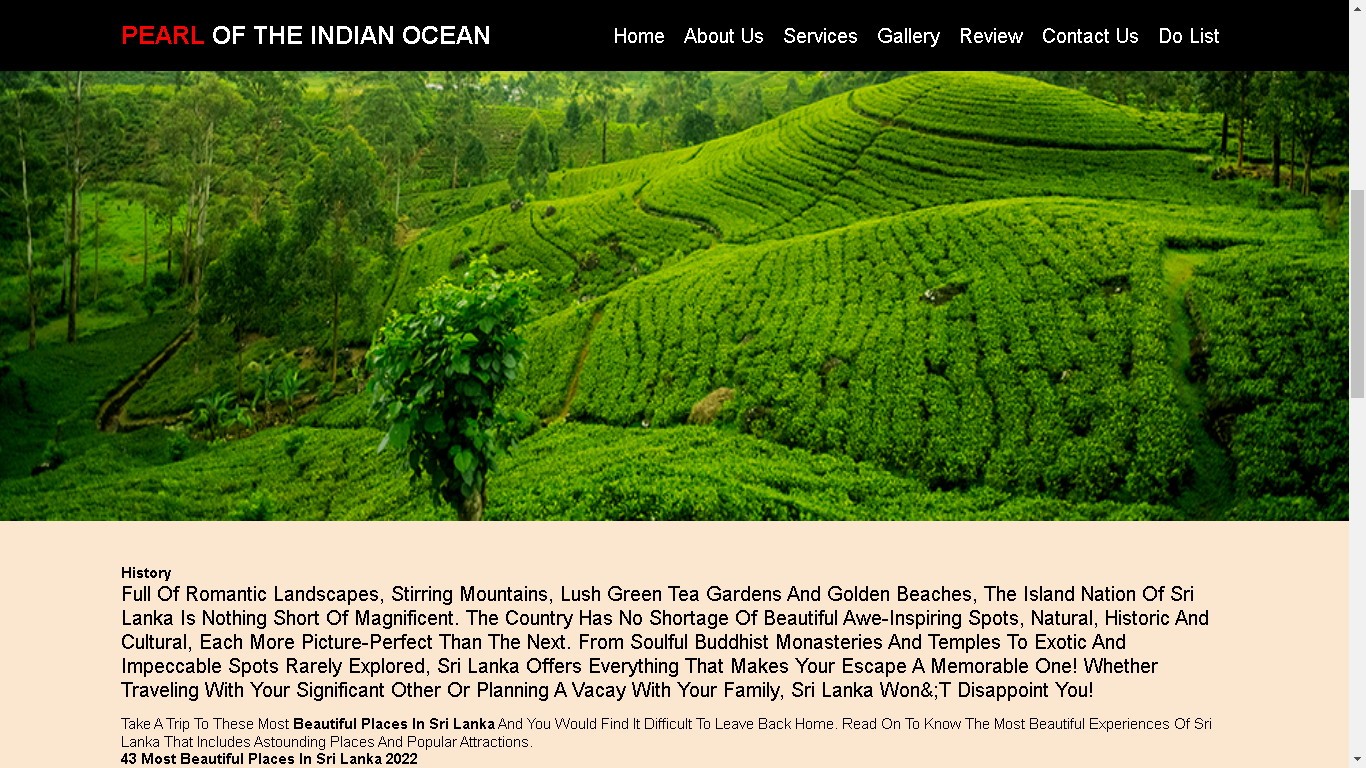 PEARL OF THE INDIAN OCEAN Home About Us Services Gallery Review Contact Us Do List
History
Full Of Romantic Landscapes, Stirring Mountains, Lush Green Tea Gardens And Golden Beaches, The Island Nation Of Sri
Lanka Is Nothing Short Of Magnificent. The Country Has No Shortage Of Beautiful Awe-Inspiring Spots, Natural, Historic And
Cultural, Each More Picture-Perfect Than The Next. From Soulful Buddhist Monasteries And Temples To Exotic And
Impeccable Spots Rarely Explored, Sri Lanka Offers Everything That Makes Your Escape A Memorable One! Whether
Traveling With Your Significant Other Or Planning A Vacay With Your Family, Sri Lanka Won&;T Disappoint You!
Take A Trip To These Most Beautiful Places In Sri Lanka And You Would Find It Difficult To Leave Back Home. Read On To Know The Most Beautiful Experiences Of Sri
Lanka That Includes Astounding Places And Popular Attractions.
43 Most Beautiful Places In Sri Lanka 2022